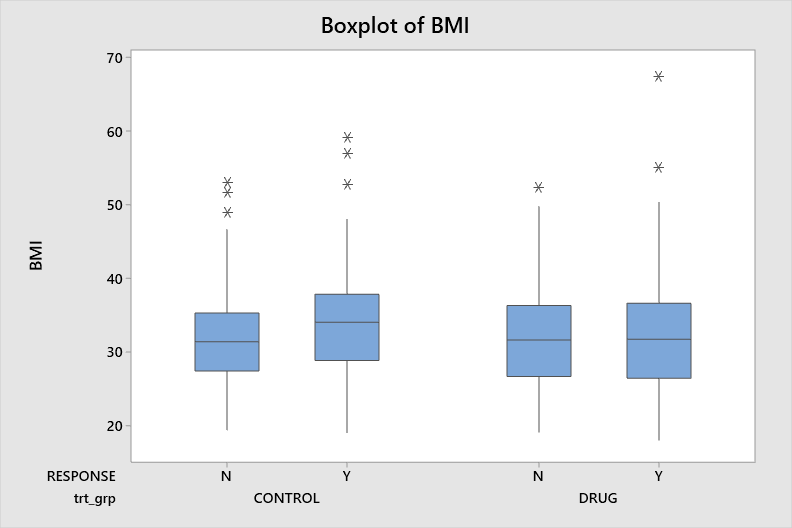 Boxplot of BMI
70
60
50
40
30
20
BMI
RESPONSE N Y N Y
trt_grp CONTROL DRUG